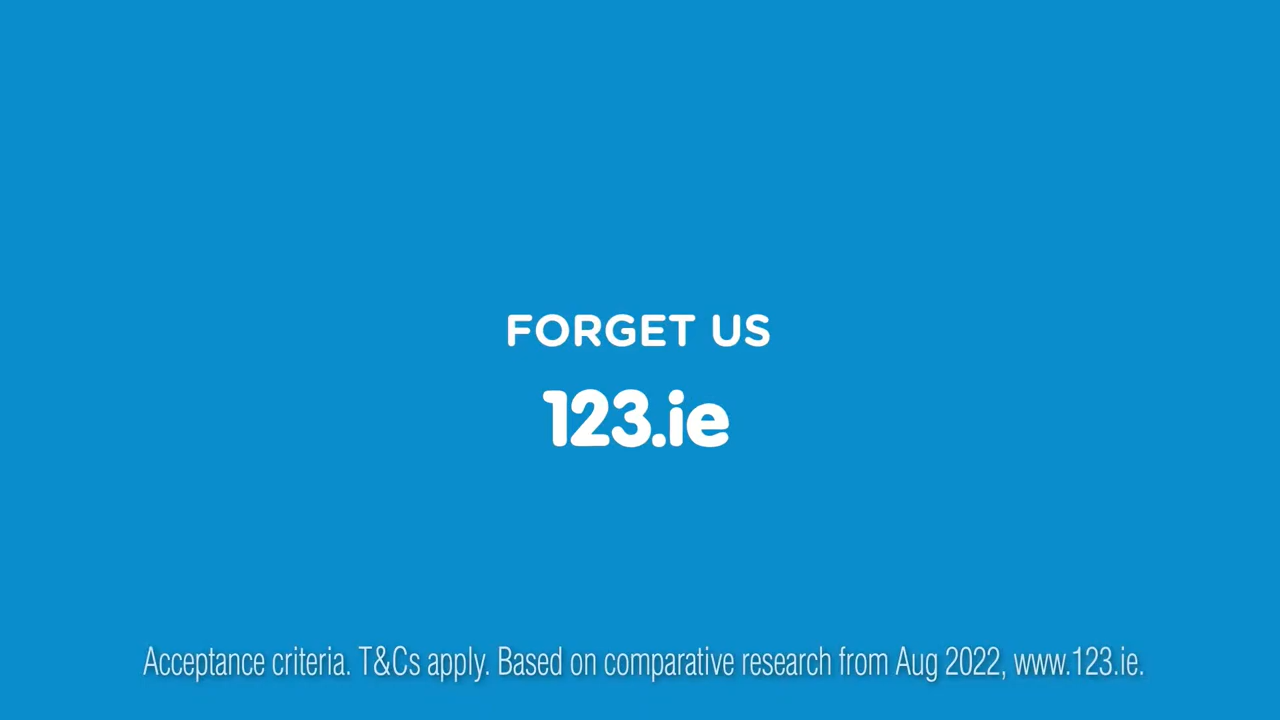 FORGET US
123.ie
Acceptance criteria. T&Cs apply. Based on comparative research from Aug 2022, www.123.ie.